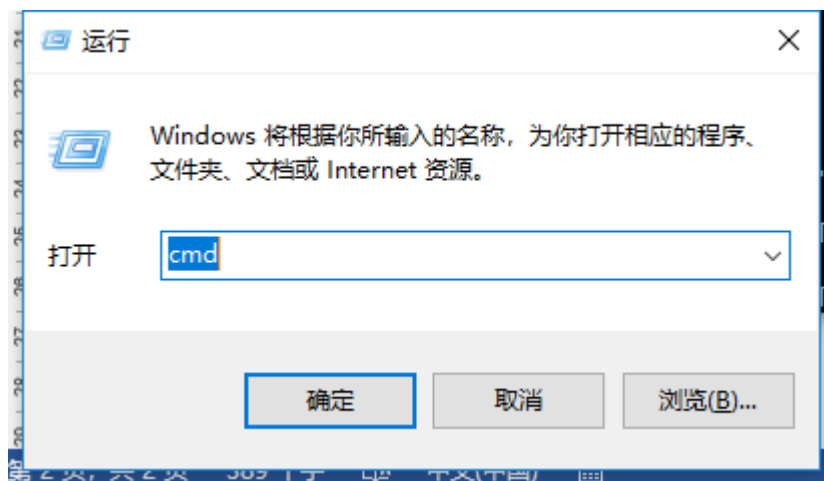 运行
Windows 将根据你所输入的名称，为你打开相应的程序、
文件夹、文档或 Internet 资源。
打开
cmd
确定
取消
浏览(B)...